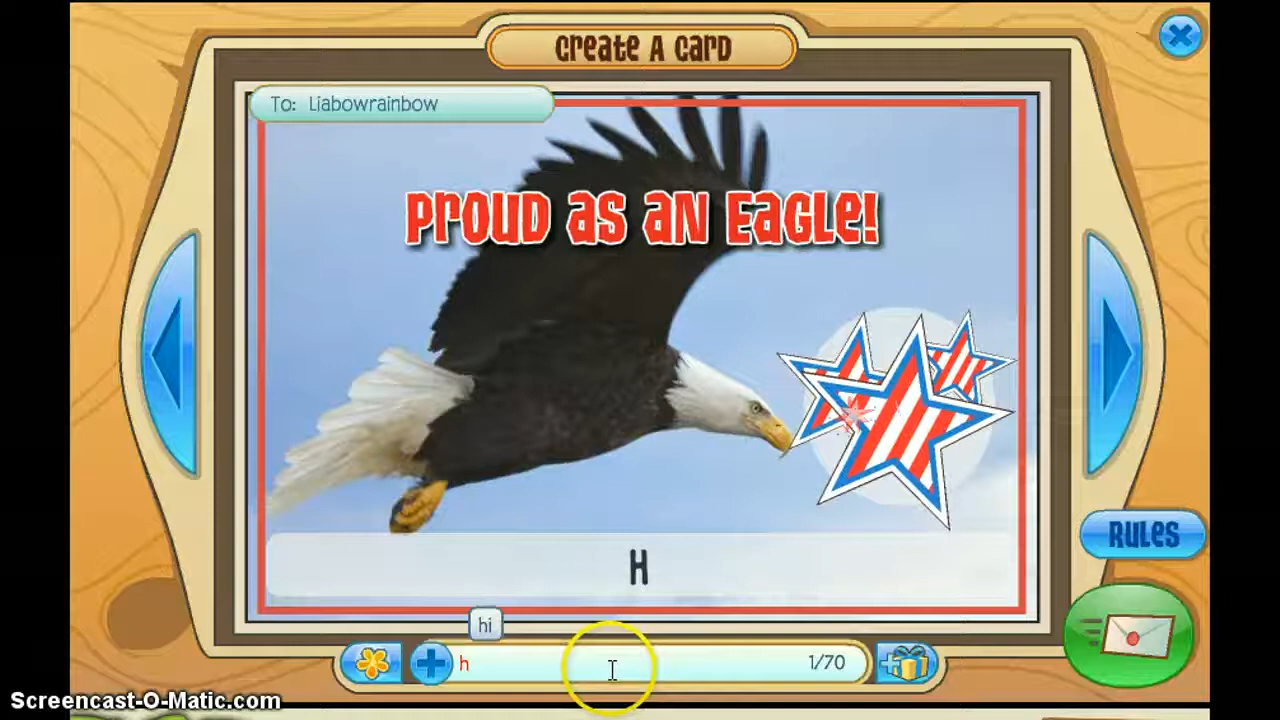 Create A Card
To: Liabowrainbow
Proud as an Eagle!
H
Rules
hi
h
1/70
Screencast-O-Matic.com